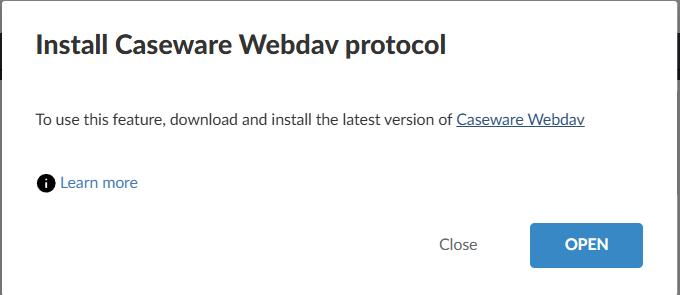 Install Caseware Webdav protocol
To use this feature, download and install the latest version of Caseware Webdav
Learn more
Close OPEN